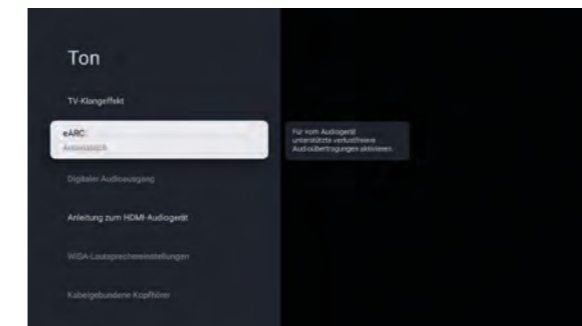 Ton
TV-Klangeffekt
eARC
Automatisch
Für vom Audiogerät
unterstützte verlustfreie
Audioübertragungen aktivieren.
Digitaler Audioausgang
Anleitung zum HDMI-Audiogerät
WiSA-Lautsprechereinstellungen
Kabelgebundene Kopfhörer